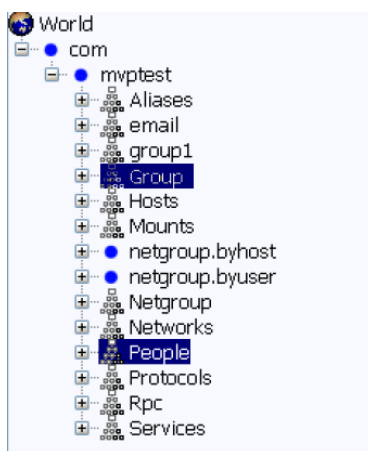 World
com
mvptest
Aliases
email
group1
Group
Hosts
Mounts
netgroup.byhost
netgroup.byuser
Netgroup
Networks
People
Protocols
Rpc
Services